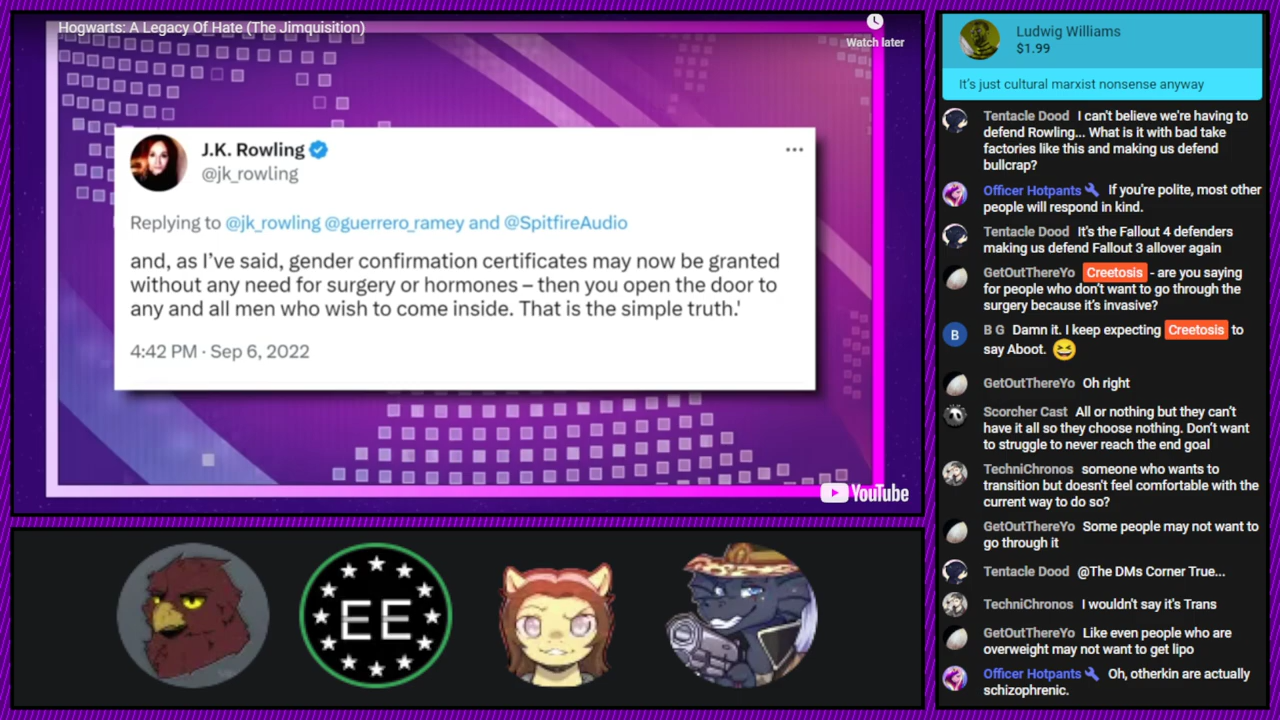 Hogwarts: A Legacy Of Hate (The Jimquisition)
Watch later
J.K. Rowling
@jk_rowling
Replying to @jk_rowling @guerrero_ramey and @SpitfireAudio
and, as I've said, gender confirmation certificates may now be granted
without any need for surgery or hormones – then you open the door to
any and all men who wish to come inside. That is the simple truth.'
4:42 PM · Sep 6, 2022
YouTube
EE
Ludwig Williams
$1.99
It's just cultural marxist nonsense anyway
Tentacle Dood I can't believe we're having to
defend Rowling... What is it with bad take
factories like this and making us defend
bullcrap?
Officer Hotpants If you're polite, most other
people will respond in kind.
Tentacle Dood It's the Fallout 4 defenders
making us defend Fallout 3 allover again
GetOutThereYo Creetosis - are you saying
for people who don't want to go through the
surgery because it's invasive?
B
B G Damn it. I keep expecting Creetosis to
say Aboot. 😆
GetOutThereYo Oh right
Scorcher Cast All or nothing but they can't
have it all so they choose nothing. Don't want
to struggle to never reach the end goal
TechniChronos someone who wants to
transition but doesn't feel comfortable with the
current way to do so?
GetOutThereYo Some people may not want to
go through it
Tentacle Dood @The DMs Corner True...
TechniChronos I wouldn't say it's Trans
GetOutThereYo Like even people who are
overweight may not want to get lipo
Officer Hotpants Oh, otherkin are actually
schizophrenic.